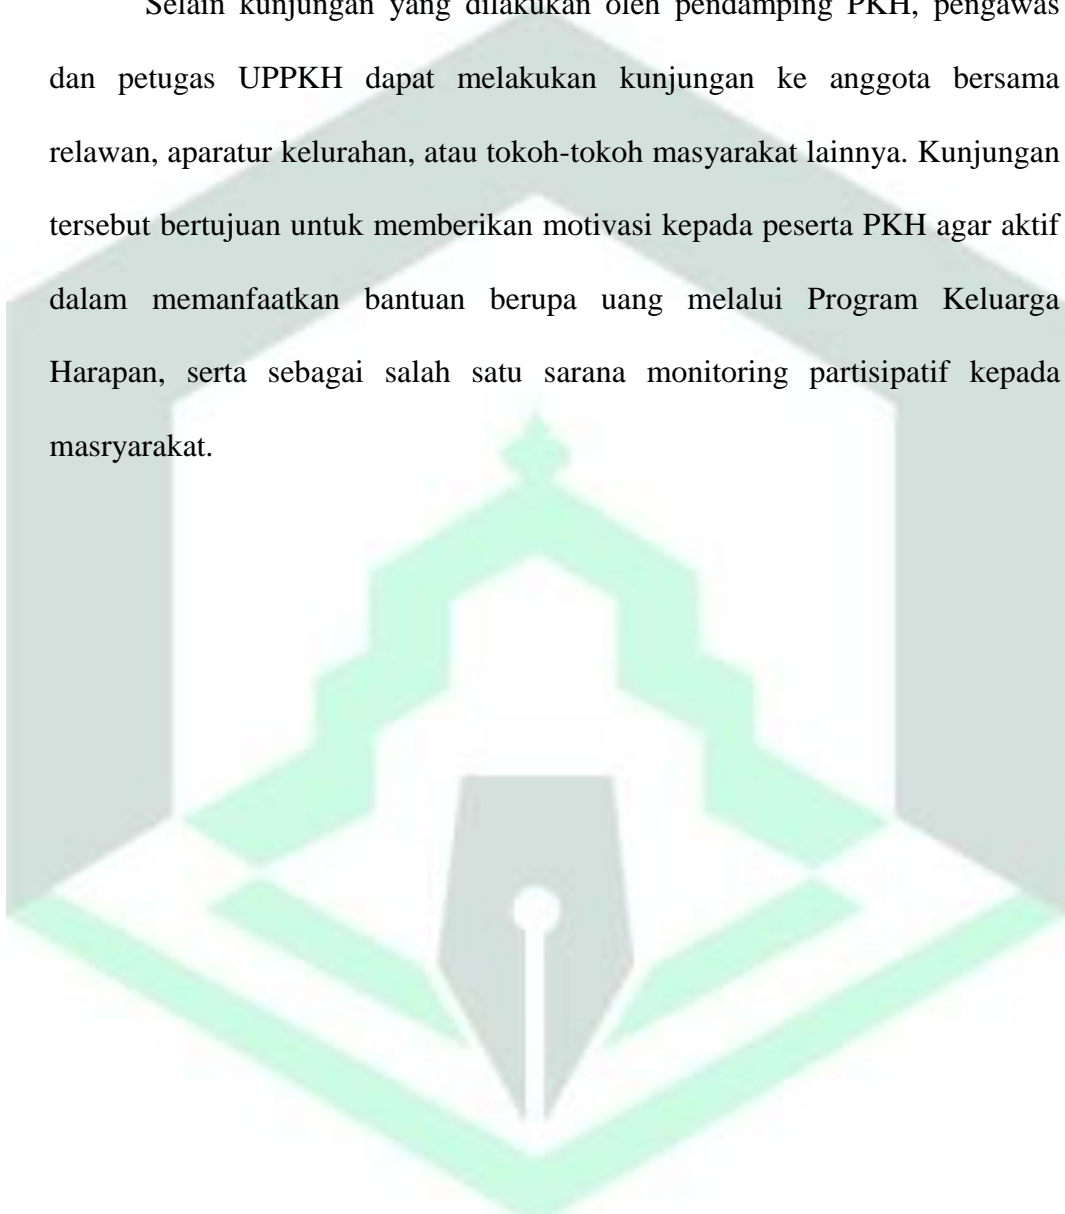 Selain kunjungan yang dilakukan oleh pendamping PKH, pengawas
dan petugas UPPKH dapat melakukan kunjungan ke anggota bersama
relawan, aparatur kelurahan, atau tokoh-tokoh masyarakat lainnya. Kunjungan
tersebut bertujuan untuk memberikan motivasi kepada peserta PKH agar aktif
dalam memanfaatkan bantuan berupa uang melalui Program Keluarga
Harapan, serta sebagai salah satu sarana monitoring partisipatif kepada
masryarakat.